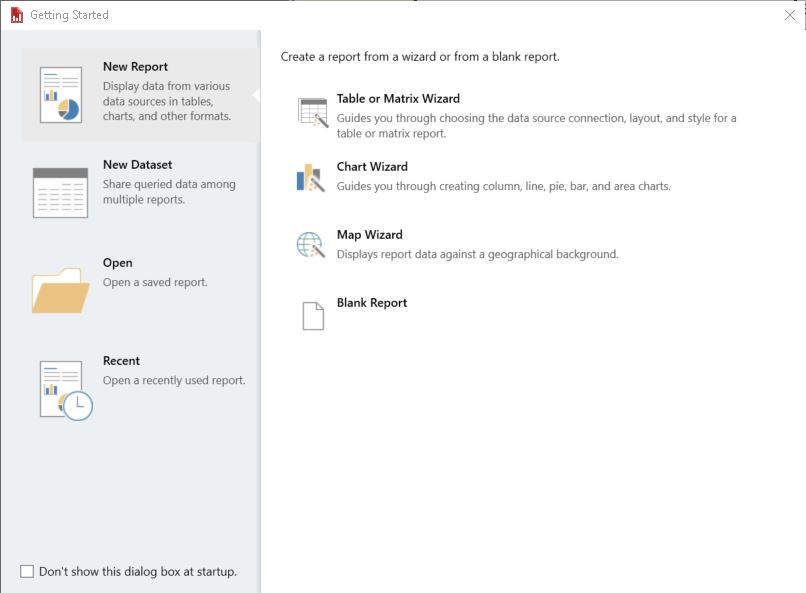 Getting Started
New Report
Display data from various
data sources in tables,
charts, and other formats.
New Dataset
Share queried data among
multiple reports.
Open
Open a saved report.
Recent
Open a recently used report.
Don't show this dialog box at startup.
Create a report from a wizard or from a blank report.
Table or Matrix Wizard
Guides you through choosing the data source connection, layout, and style for a
table or matrix report.
Chart Wizard
Guides you through creating column, line, pie, bar, and area charts.
Map Wizard
Displays report data against a geographical background.
Blank Report